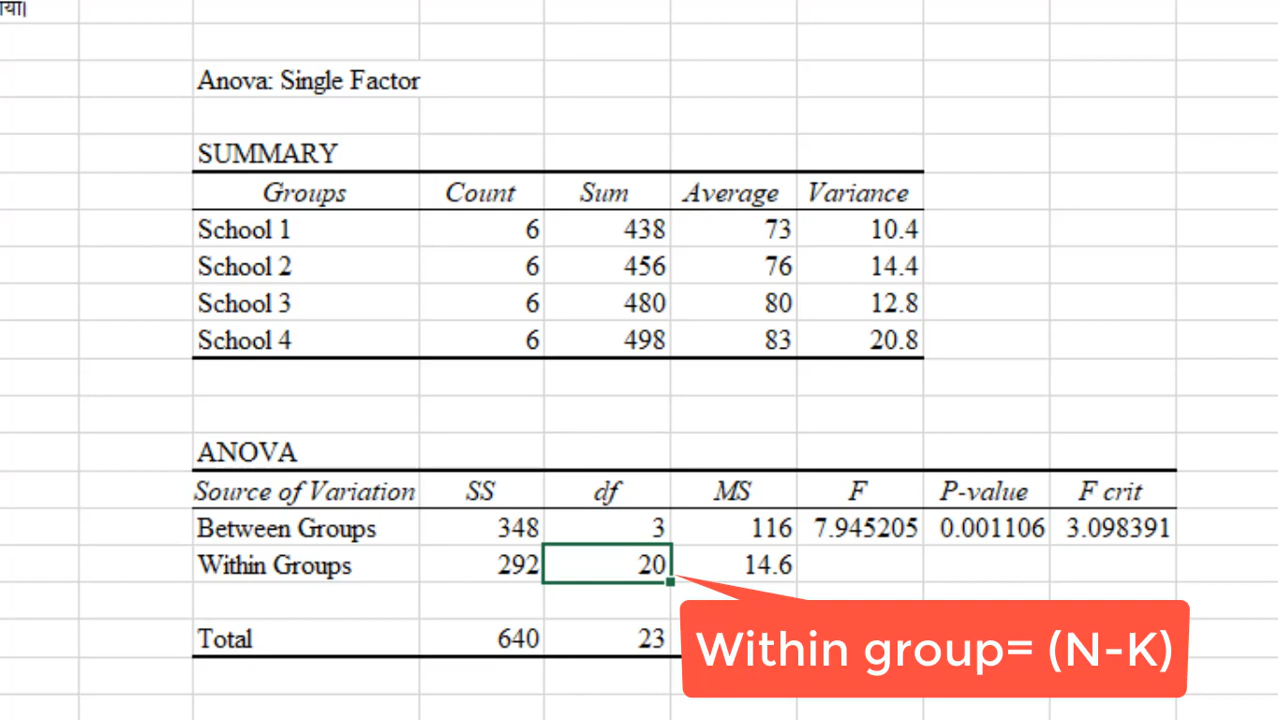 Anova: Single Factor
SUMMARY
Groups Count Sum Average Variance
School 1 6 438 73 10.4
School 2 6 456 76 14.4
School 3 6 480 80 12.8
School 4 6 498 83 20.8
ANOVA
Source of Variation SS df MS F P-value F crit
Between Groups 348 3 116 7.945205 0.001106 3.098391
Within Groups 292 20 14.6
Total 640 23
Within group= (N-K)